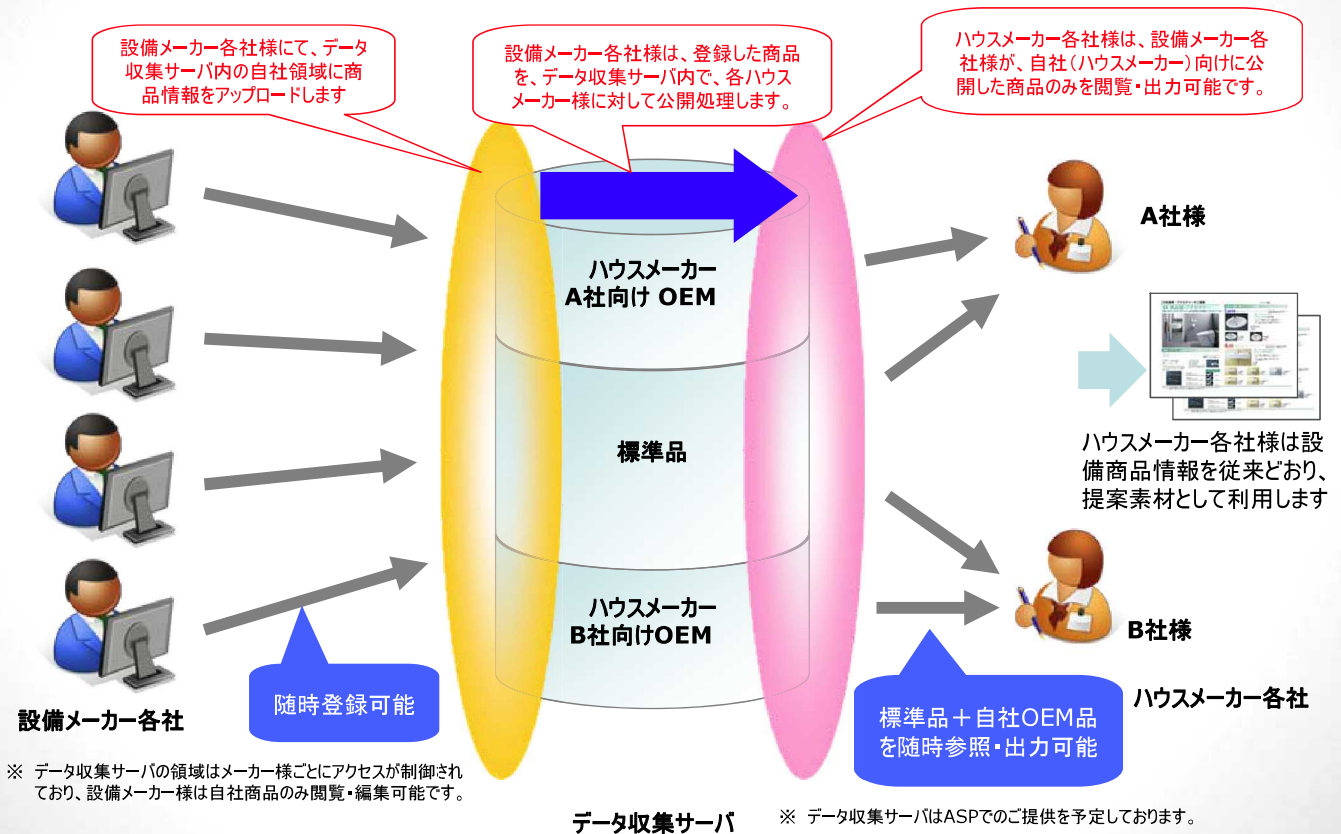 設備メーカー各社様にて、データ
収集サーバ内の自社領域に商
品情報をアップロードします
設備メーカー各社様は、登録した商品
を、データ収集サーバ内で、各ハウス
メーカー様に対して公開処理します。
ハウスメーカー各社様は、設備メーカー各
社様が、自社(ハウスメーカー)向けに公
開した商品のみを閲覧・出力可能です。
ハウスメーカー
A社向け OEM
標準品
ハウスメーカー
B社向けOEM
A社様
ハウスメーカー各社様は設
備商品情報を従来どおり、
提案素材として利用します
B社様
ハウスメーカー各社
随時登録可能
標準品+自社OEM品
を随時参照・出力可能
設備メーカー各社
※ データ収集サーバの領域はメーカー様ごとにアクセスが制御され
ており、設備メーカー様は自社商品のみ閲覧・編集可能です。
データ収集サーバ
※ データ収集サーバはASPでのご提供を予定しております。